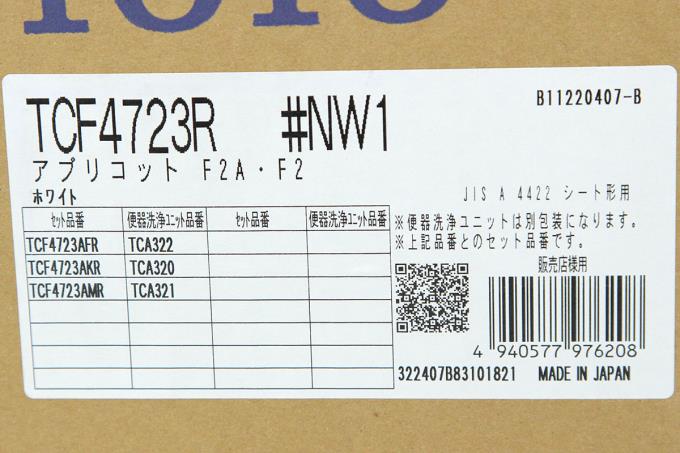 TOTO
TCF4723R #NW1
B11220407-B
アプリコット F2A・F2
ホワイト
JIS A 4422 シート形用
セット品番 便器洗浄ユニット品番 セット品番 便器洗浄ユニット品番
TCF4723AFR TCA322
TCF4723AKR TCA320
TCF4723AMR TCA321
※便器洗浄ユニットは別包装になります。
※上記品番とのセット品番です。
販売店様用
4 940577 976208
322407B83101821 MADE IN JAPAN